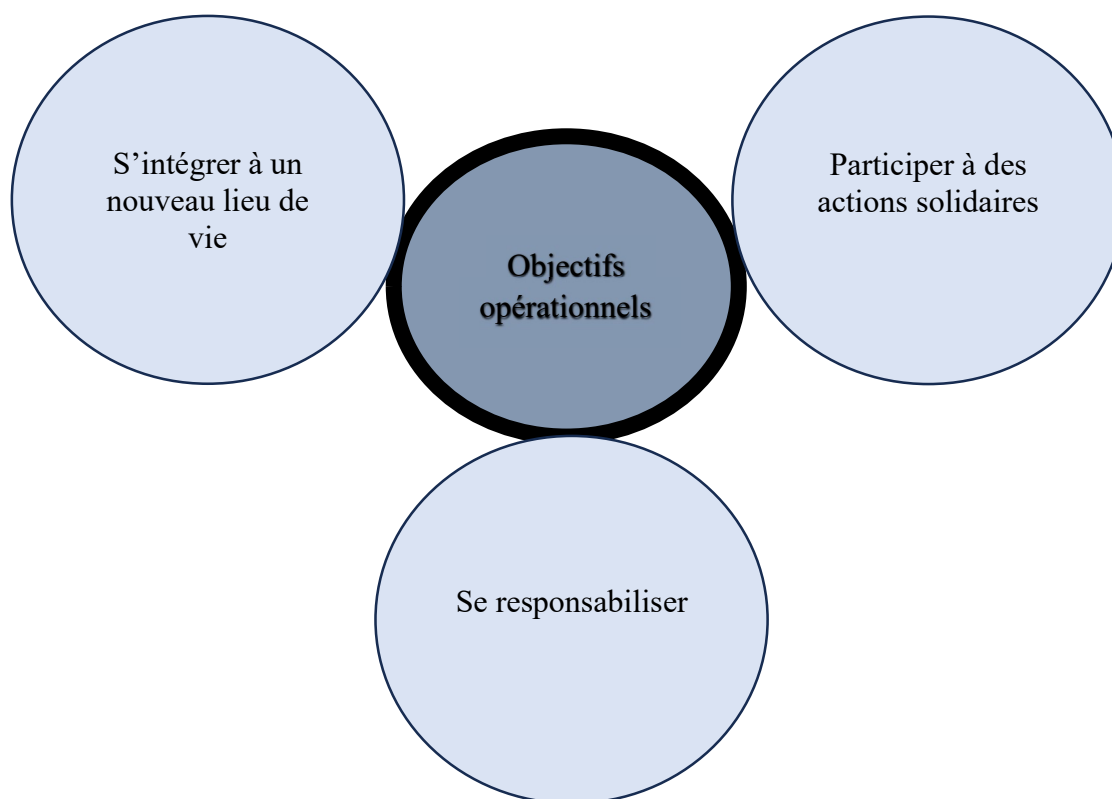 S’intégrer à un
nouveau lieu de
vie
Participer à des
actions solidaires
Objectifs
opérationnels
Se responsabiliser